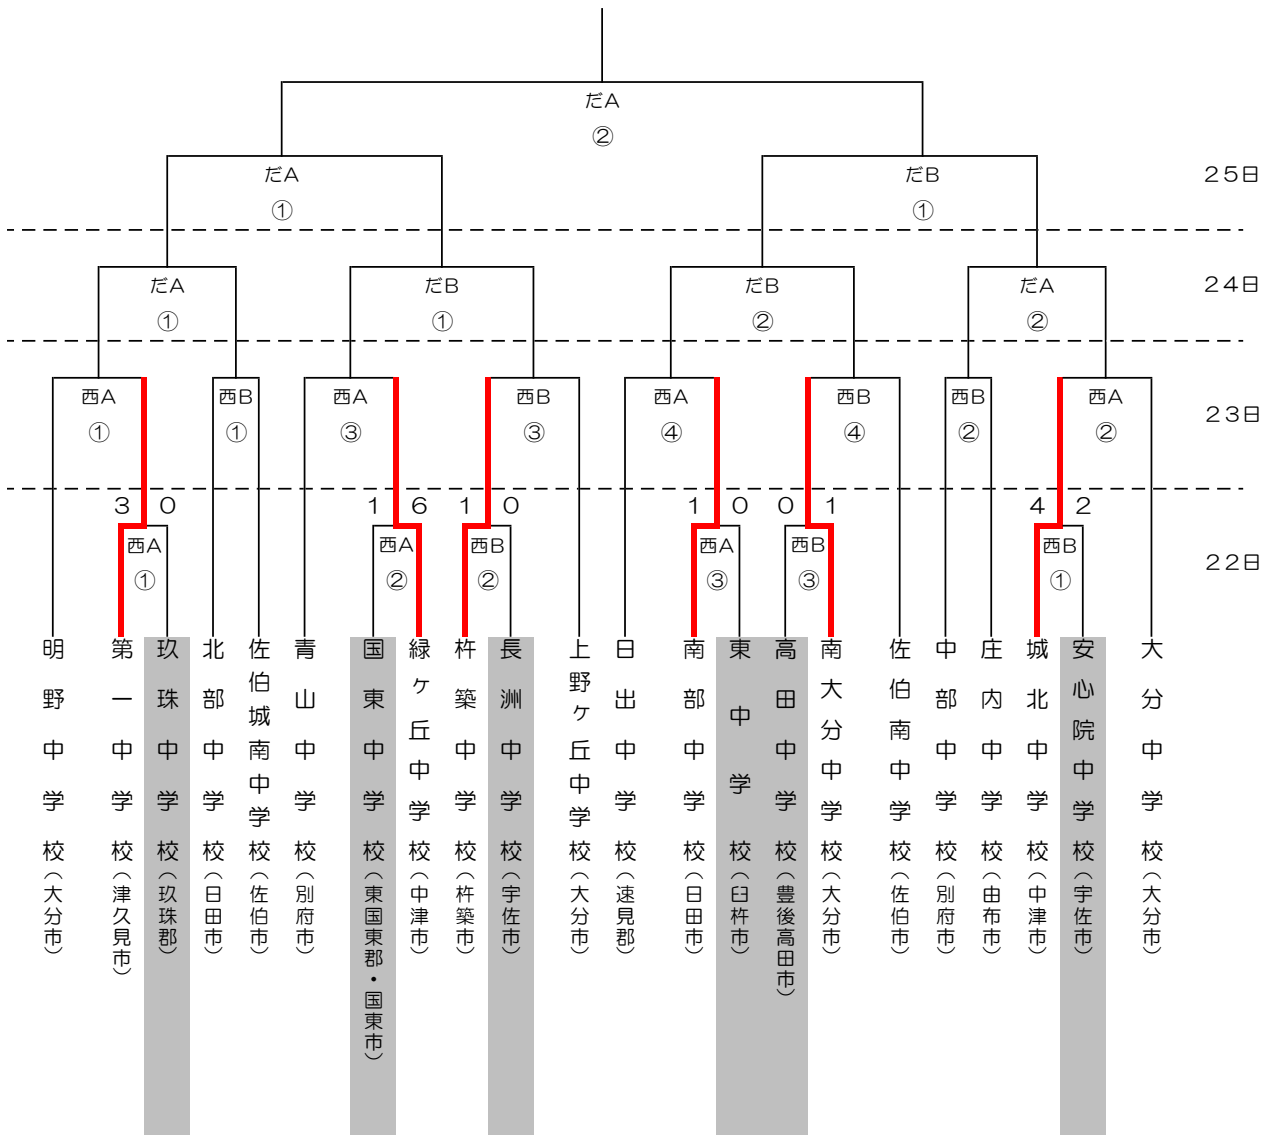 だA
②
だA
だB
25日
①
①
だA
だB
だB
だA
24日
①
①
②
②
西A
西B
西A
西B
西A
西B
西B
西A
23日
①
①
③
③
④
④
②
②
3 0
1 6
1 0
1 0
0 1
4 2
西A
西A
西B
西A
西B
西B
22日
①
②
②
③
③
①
明野中学校（大分市）
第一中学校（津久見市）
玖珠中学校（玖珠郡）
北部中学校（日田市）
佐伯城南中学校（佐伯市）
青山中学校（別府市）
国東中学校（東国東郡・国東市）
緑ヶ丘中学校（中津市）
杵築中学校（杵築市）
長洲中学校（宇佐市）
上野ヶ丘中学校（大分市）
日出中学校（速見郡）
南部中学校（日田市）
東中学校（臼杵市）
高田中学校（豊後高田市）
南大分中学校（大分市）
佐伯南中学校（佐伯市）
中部中学校（別府市）
庄内中学校（由布市）
城北中学校（中津市）
安心院中学校（宇佐市）
大分中学校（大分市）